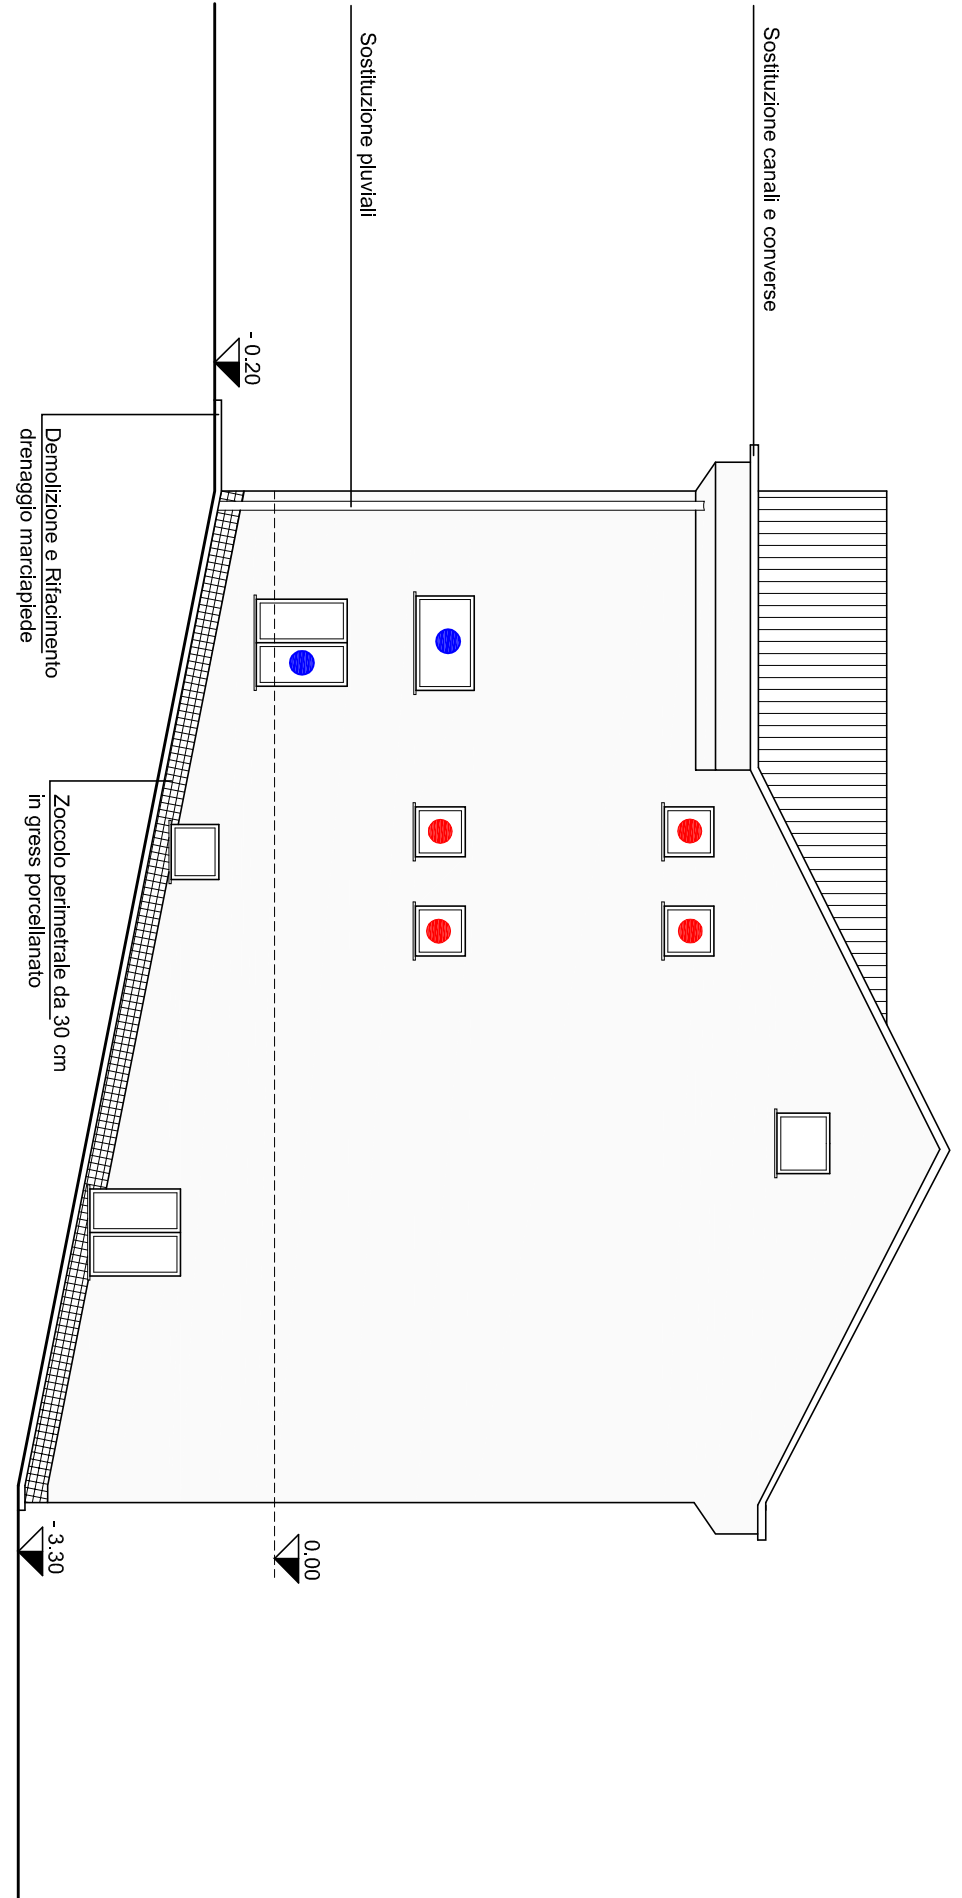 Sostituzione canali e converse
Sostituzione pluviali
- 0.20
Demolizione e Rifacimento
drenaggio marciapiede
Zoccolo perimetrale da 30 cm
in gress porcellanato
0.00
- 3.30